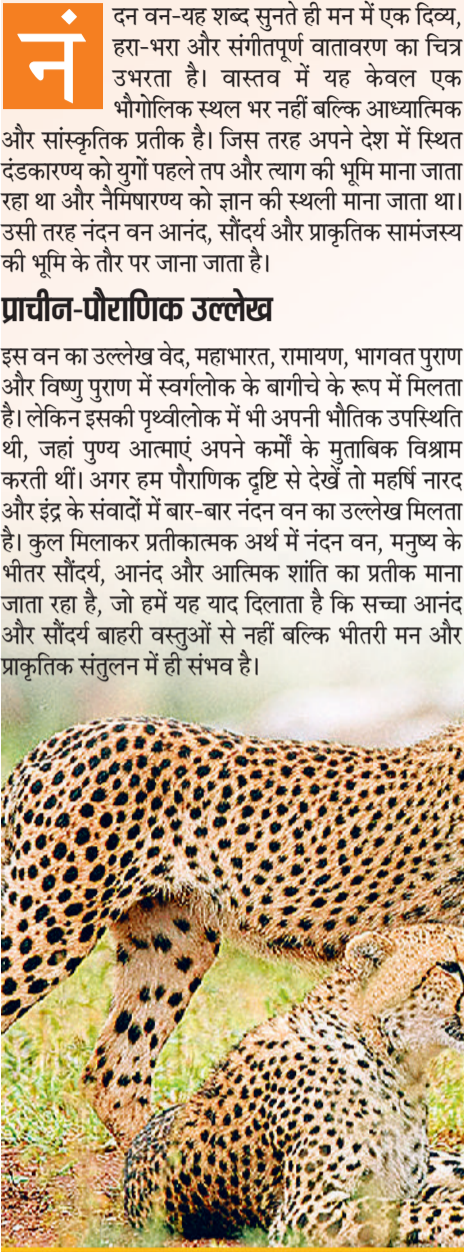 नं
दन वन-यह शब्द सुनते ही मन में एक दिव्य,
हरा-भरा और संगीतपूर्ण वातावरण का चित्र
उभरता है। वास्तव में यह केवल एक
भौगोलिक स्थल भर नहीं बल्कि आध्यात्मिक
और सांस्कृतिक प्रतीक है। जिस तरह अपने देश में स्थित
दंडकारण्य को युगों पहले तप और त्याग की भूमि माना जाता
रहा था और नैमिषारण्य को ज्ञान की स्थली माना जाता था।
उसी तरह नंदन वन आनंद, सौंदर्य और प्राकृतिक सामंजस्य
की भूमि के तौर पर जाना जाता है।
प्राचीन-पौराणिक उल्लेख
इस वन का उल्लेख वेद, महाभारत, रामायण, भागवत पुराण
और विष्णु पुराण में स्वर्गलोक के बागीचे के रूप में मिलता
है। लेकिन इसकी पृथ्वीलोक में भी अपनी भौतिक उपस्थिति
थी, जहां पुण्य आत्माएं अपने कर्मों के मुताबिक विश्राम
करती थीं। अगर हम पौराणिक दृष्टि से देखें तो महर्षि नारद
और इंद्र के संवादों में बार-बार नंदन वन का उल्लेख मिलता
है। कुल मिलाकर प्रतीकात्मक अर्थ में नंदन वन, मनुष्य के
भीतर सौंदर्य, आनंद और आत्मिक शांति का प्रतीक माना
जाता रहा है, जो हमें यह याद दिलाता है कि सच्चा आनंद
और सौंदर्य बाहरी वस्तुओं से नहीं बल्कि भीतरी मन और
प्राकृतिक संतुलन में ही संभव है।